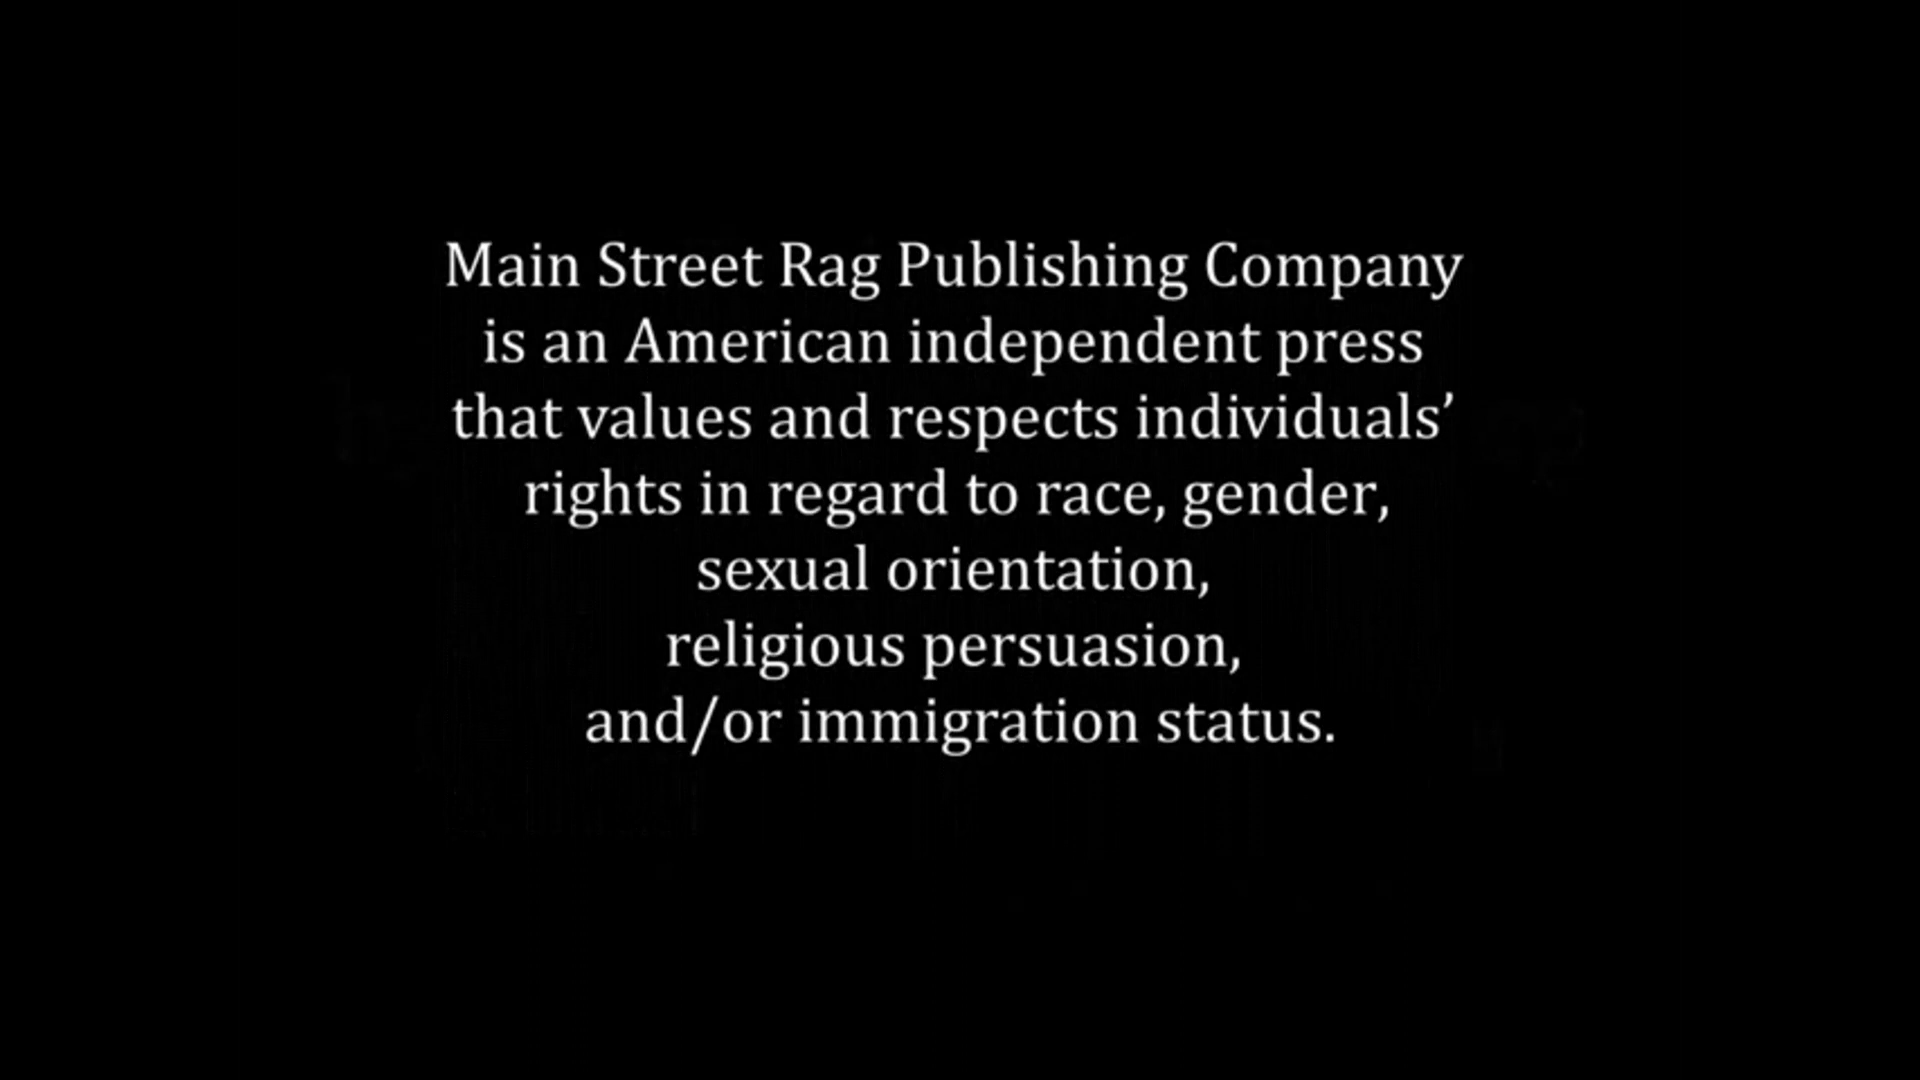 Main Street Rag Publishing Company
is an American independent press
that values and respects individuals’
rights in regard to race, gender,
sexual orientation,
religious persuasion,
and/or immigration status.